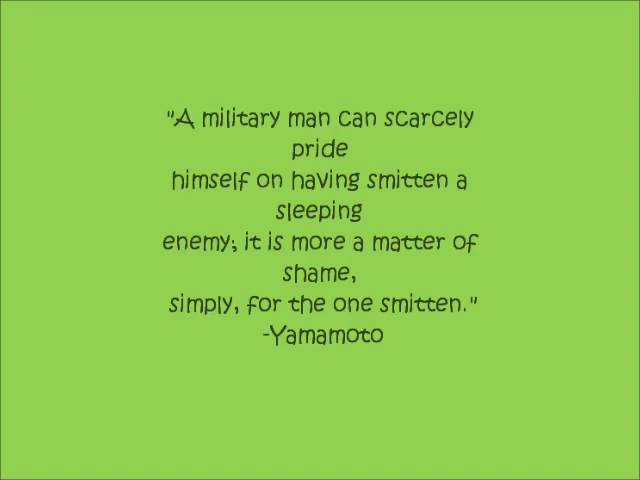 "A military man can scarcely
pride
himself on having smitten a
sleeping
enemy; it is more a matter of
shame,
simply, for the one smitten."
-Yamamoto